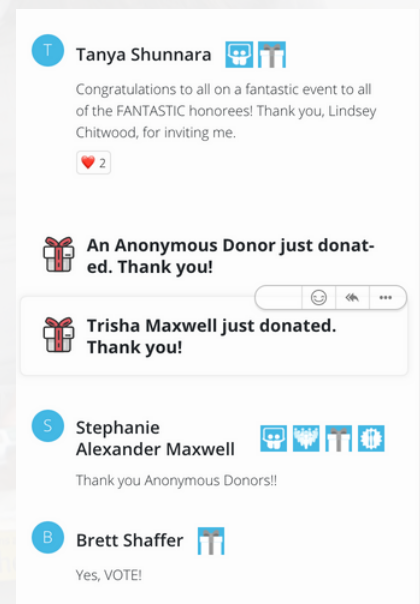 T
Tanya Shunnara
Congratulations to all on a fantastic event to all
of the FANTASTIC honorees! Thank you, Lindsey
Chitwood, for inviting me.
❤️ 2
An Anonymous Donor just donat-
ed. Thank you!
Trisha Maxwell just donated.
Thank you!
S
Stephanie
Alexander Maxwell
Thank you Anonymous Donors!!
B
Brett Shaffer
Yes, VOTE!